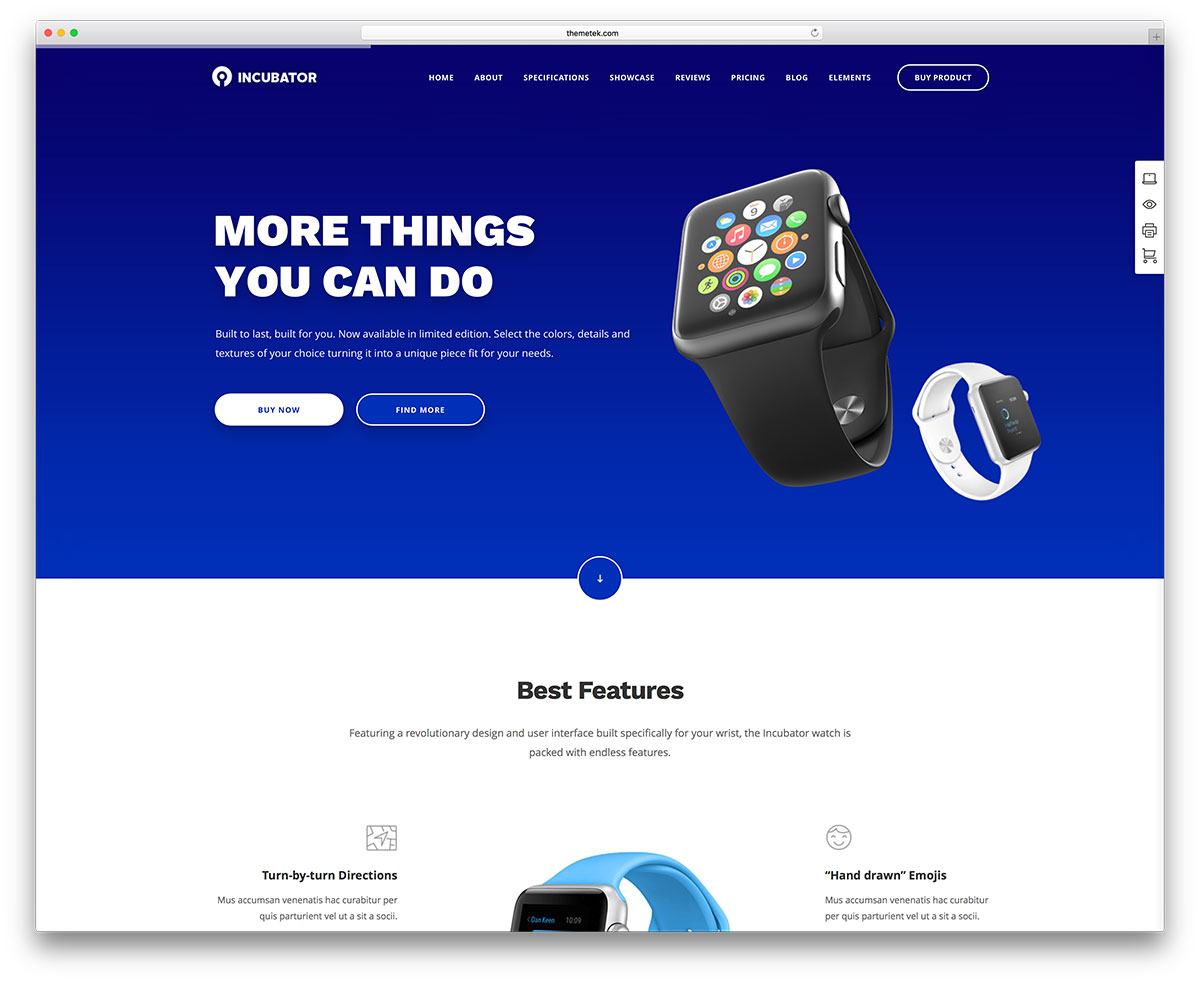 themetek.com
INCUBATOR
HOME ABOUT SPECIFICATIONS SHOWCASE REVIEWS PRICING BLOG ELEMENTS BUY PRODUCT
MORE THINGS
YOU CAN DO
9
Built to last, built for you. Now available in limited edition. Select the colors, details and
textures of your choice turning it into a unique piece fit for your needs.
BUY NOW FIND MORE
Best Features
Featuring a revolutionary design and user interface built specifically for your wrist, the Incubator watch is
packed with endless features.
Turn-by-turn Directions
Mus accumsan venenatis hac curabitur per
quis parturient vel ut a sit a socii.
Dan Keen 10:09
“Hand drawn” Emojis
Mus accumsan venenatis hac curabitur
per quis parturient vel ut a sit a socii.